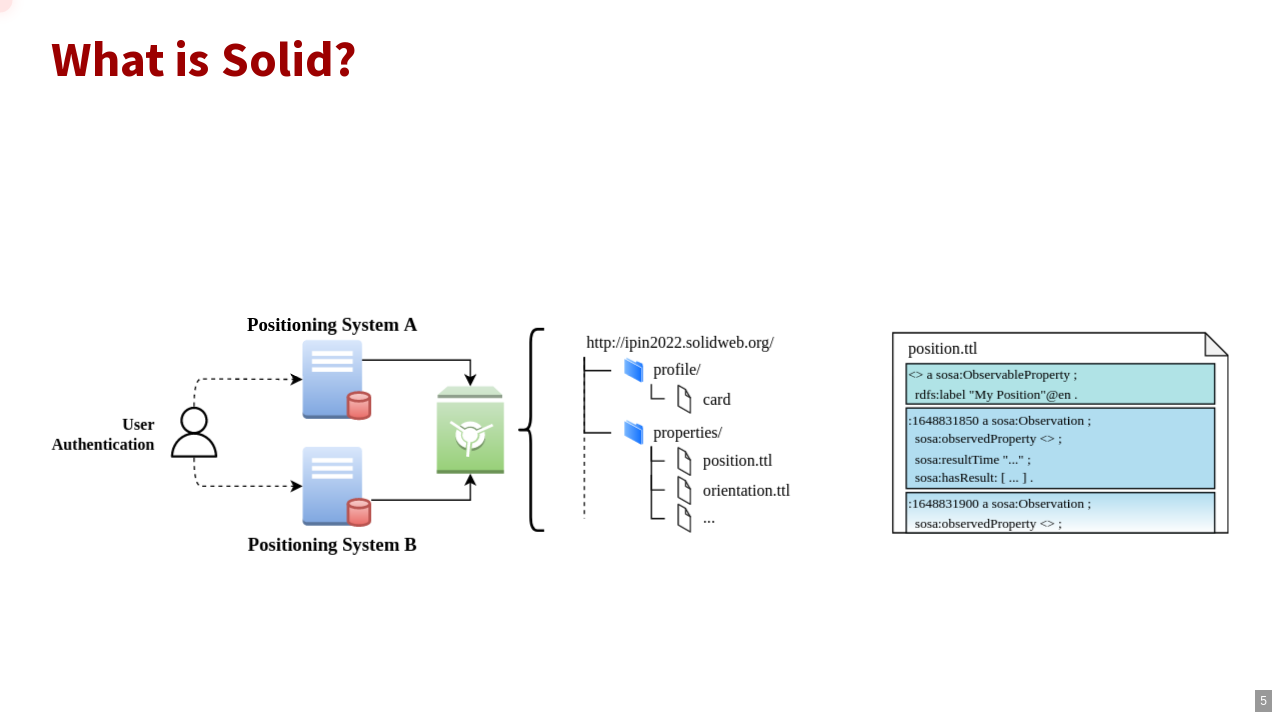 What is Solid?
Positioning System A
User
Authentication
Positioning System B
http://ipin2022.solidweb.org/
profile/
card
properties/
position.ttl
orientation.ttl
...
position.ttl
<> a sosa:ObservableProperty ;
rdfs:label "My Position"@en .
:1648831850 a sosa:Observation ;
sosa:observedProperty <> ;
sosa:resultTime "..." ;
sosa:hasResult: [ ... ] .
:1648831900 a sosa:Observation ;
sosa:observedProperty <> ;
5